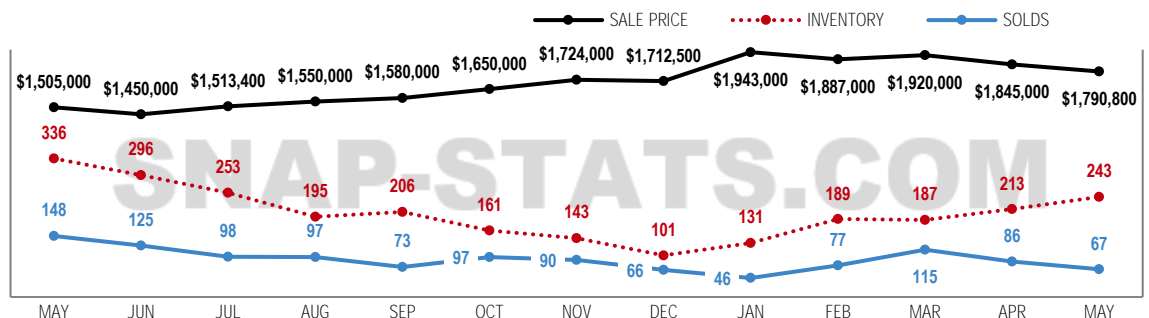 SALE PRICE INVENTORY SOLDS
$1,505,000 $1,450,000 $1,513,400 $1,550,000 $1,580,000 $1,650,000 $1,724,000 $1,712,500 $1,943,000 $1,887,000 $1,920,000 $1,845,000 $1,790,800
336 296 253 195 206 161 143 101 131 189 187 213 243
SNAP-STATS.COM
148 125 98 97 73 97 90 66 46 77 115 86 67
MAY JUN JUL AUG SEP OCT NOV DEC JAN FEB MAR APR MAY